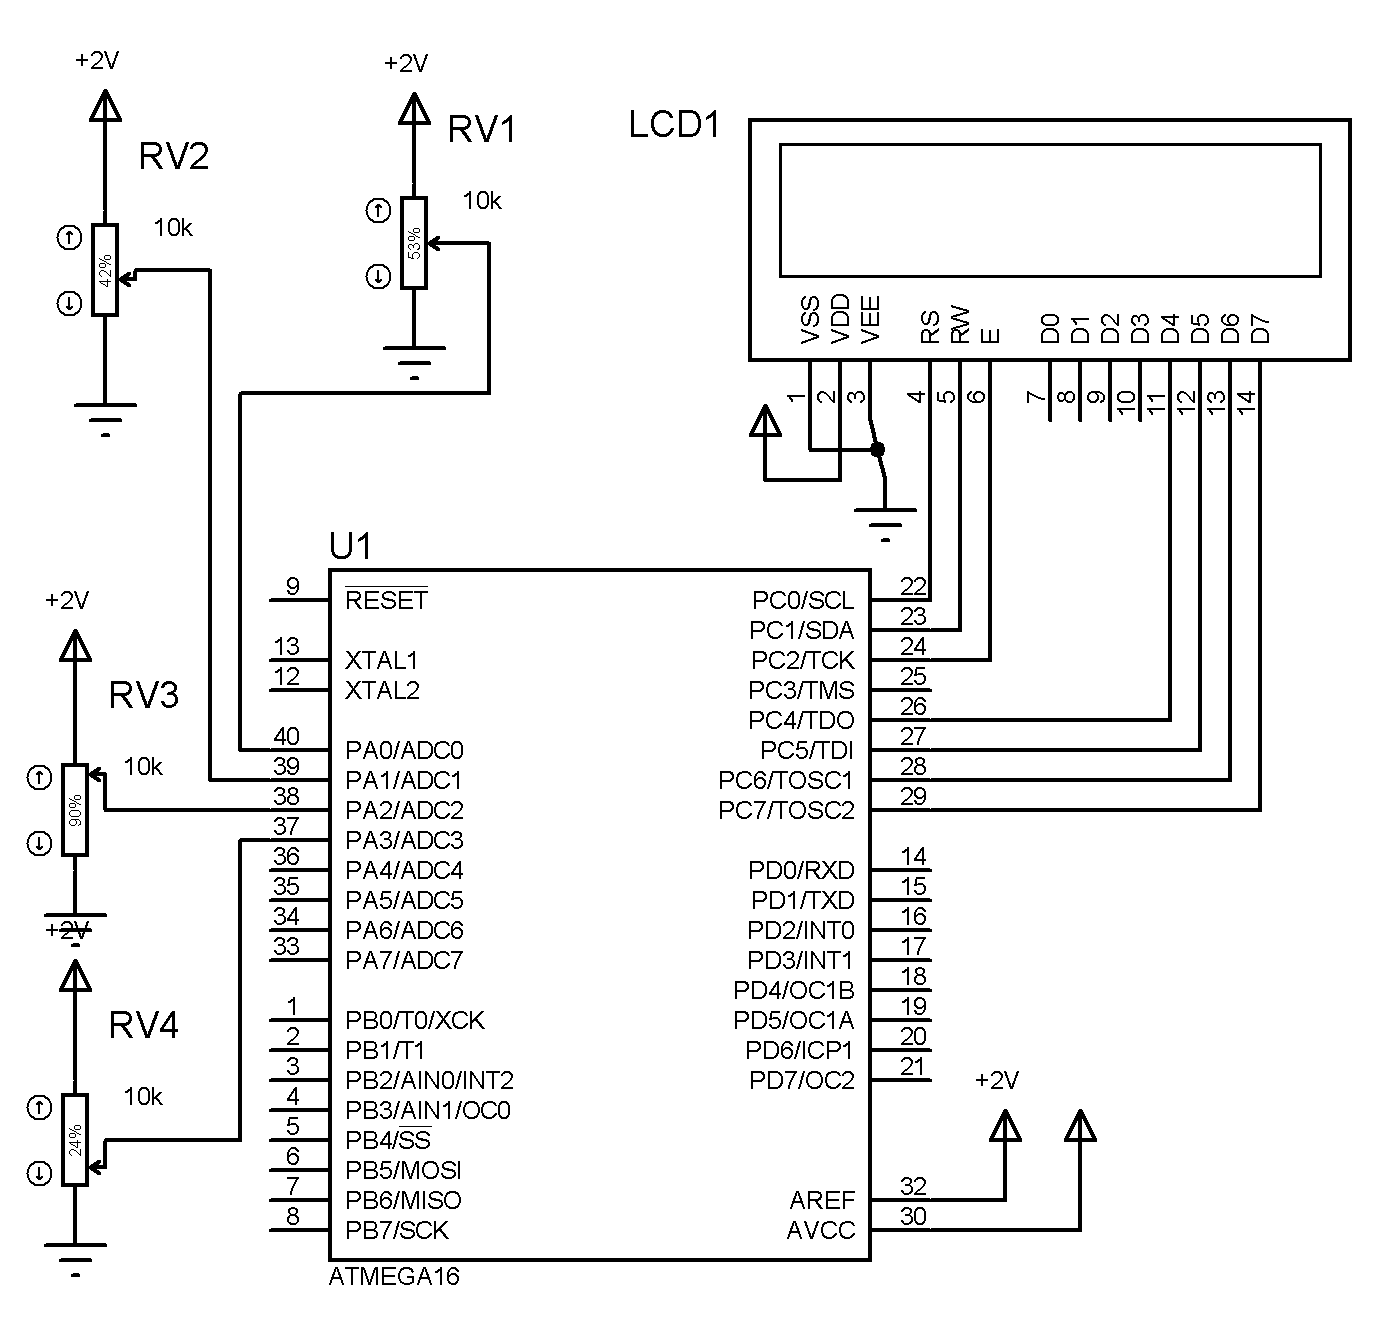 +2V
RV2
10k
42%
+2V
RV1
10k
53%
LCD1
VSS
VDD
VEE
RS
RW
E
D0
D1
D2
D3
D4
D5
D6
D7
1
2
3
4
5
6
7
8
9
10
11
12
13
14
U1
9 RESET
13 XTAL1
12 XTAL2
40 PA0/ADC0
39 PA1/ADC1
38 PA2/ADC2
37 PA3/ADC3
36 PA4/ADC4
35 PA5/ADC5
34 PA6/ADC6
33 PA7/ADC7
1 PB0/T0/XCK
2 PB1/T1
3 PB2/AIN0/INT2
4 PB3/AIN1/OC0
5 PB4/SS
6 PB5/MOSI
7 PB6/MISO
8 PB7/SCK
PC0/SCL 22
PC1/SDA 23
PC2/TCK 24
PC3/TMS 25
PC4/TDO 26
PC5/TDI 27
PC6/TOSC1 28
PC7/TOSC2 29
PD0/RXD 14
PD1/TXD 15
PD2/INT0 16
PD3/INT1 17
PD4/OC1B 18
PD5/OC1A 19
PD6/ICP1 20
PD7/OC2 21
AREF 32
AVCC 30
ATMEGA16
+2V
+2V
RV3
10k
90%
+2V
RV4
10k
24%